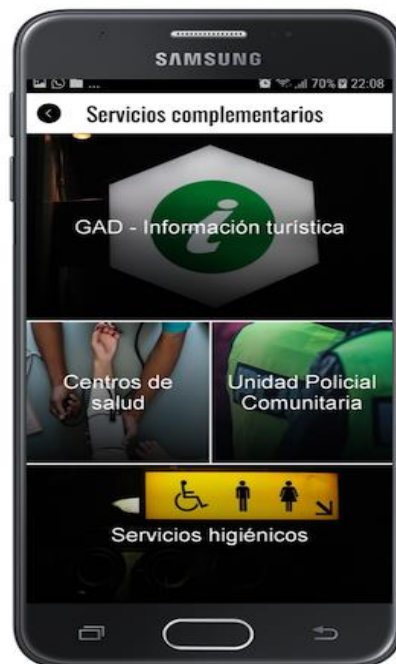 SAMSUNG
... 70% 22:08
Servicios complementarios
i
GAD - Información turística
Centros de
salud
Unidad Policial
Comunitaria
Servicios higiénicos